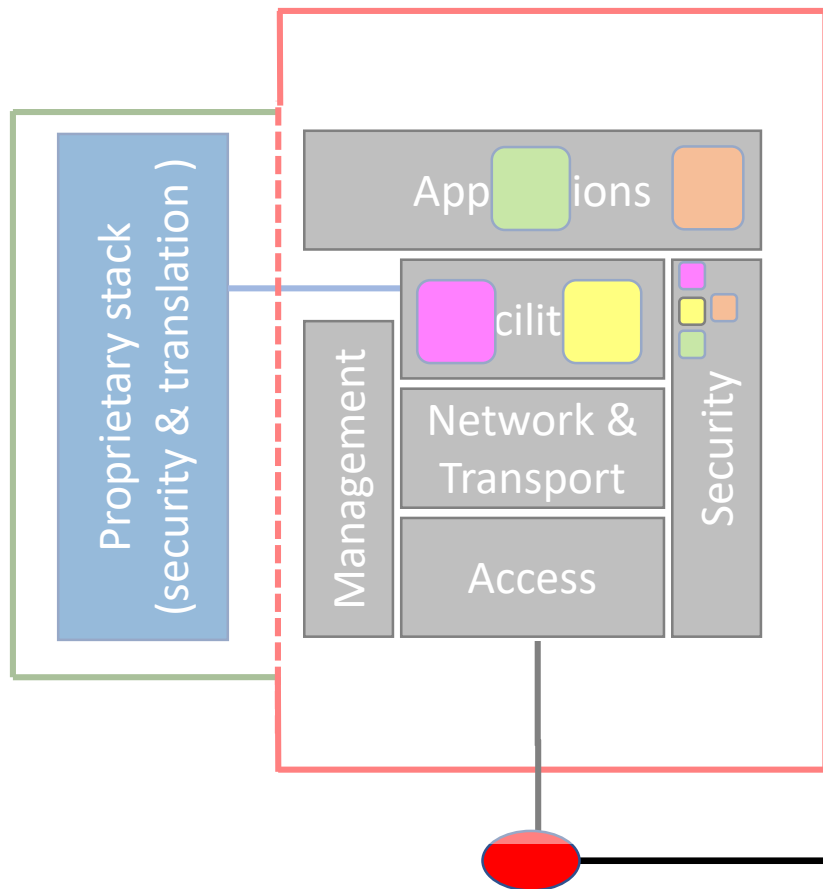 Proprietary stack
(security & translation )
App ions
cilit
Management
Network &
Transport
Security
Access